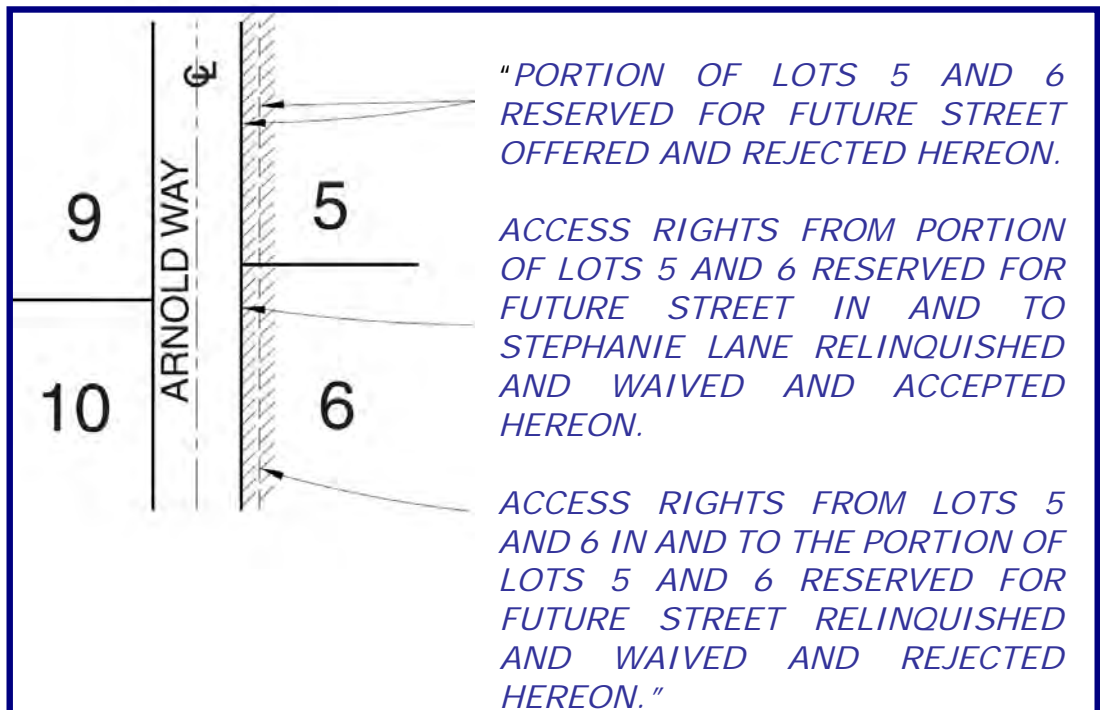 ℄
9
5
ARNOLD WAY
10
6
"PORTION OF LOTS 5 AND 6
RESERVED FOR FUTURE STREET
OFFERED AND REJECTED HEREON.
ACCESS RIGHTS FROM PORTION
OF LOTS 5 AND 6 RESERVED FOR
FUTURE STREET IN AND TO
STEPHANIE LANE RELINQUISHED
AND WAIVED AND ACCEPTED
HEREON.
ACCESS RIGHTS FROM LOTS 5
AND 6 IN AND TO THE PORTION OF
LOTS 5 AND 6 RESERVED FOR
FUTURE STREET RELINQUISHED
AND WAIVED AND REJECTED
HEREON."